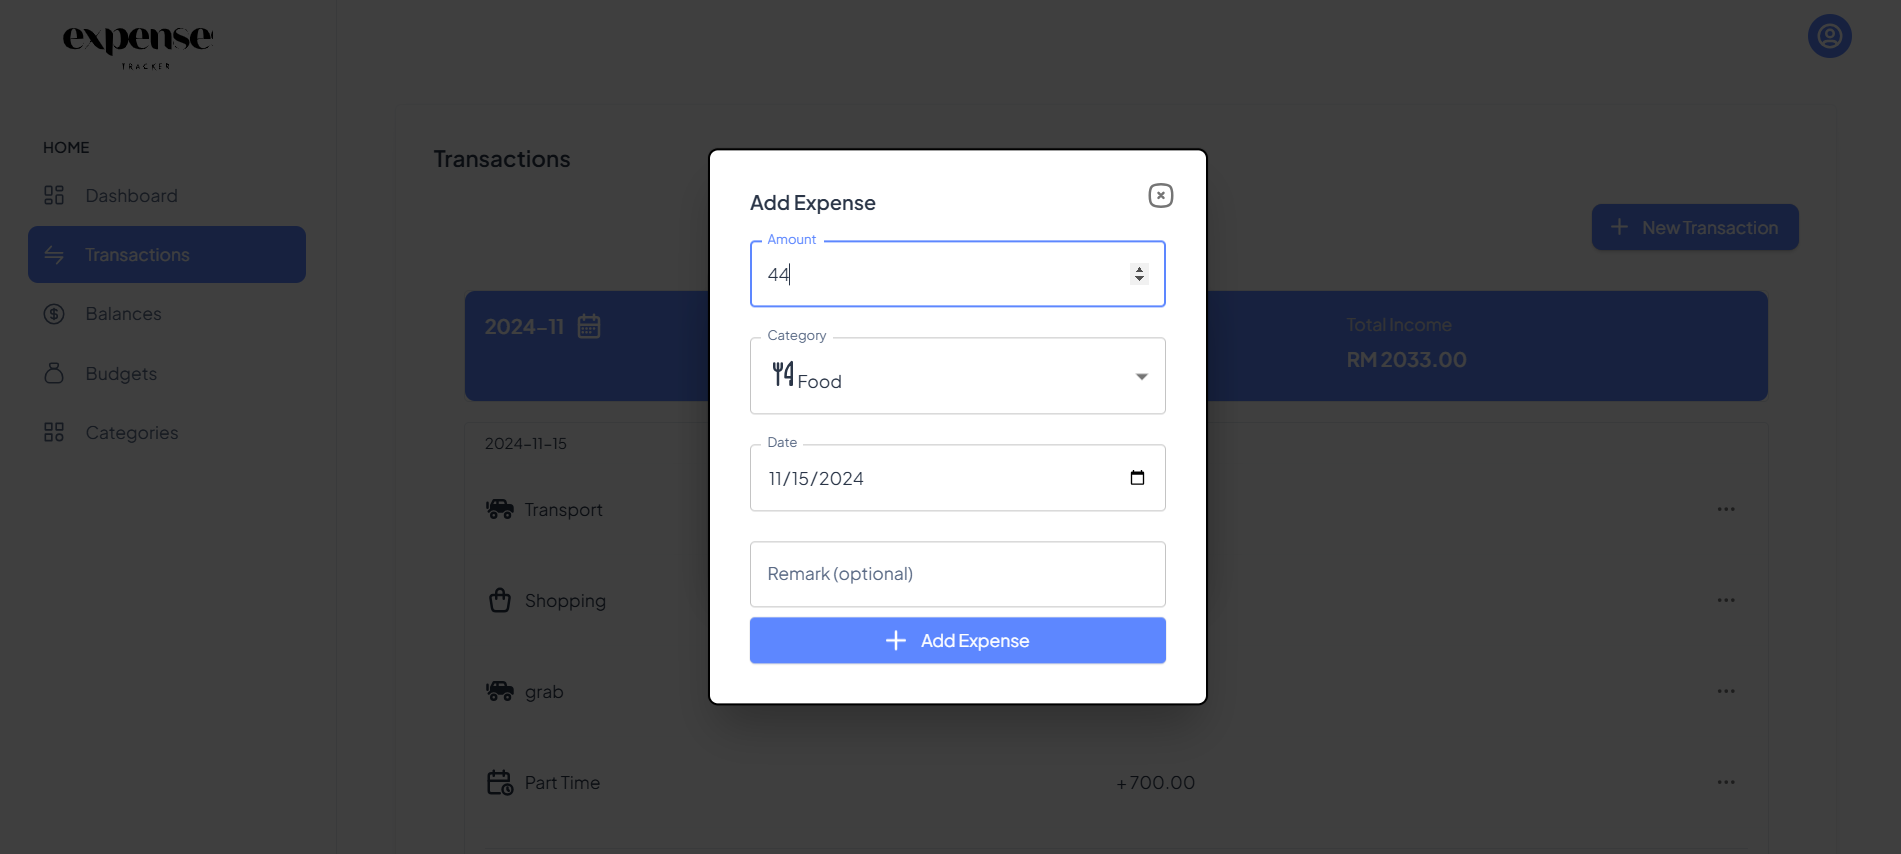 expense
TRACKER
HOME
Dashboard
Transactions
Balances
Budgets
Categories
Transactions
New Transaction
2024-11
Total Income
RM 2033.00
2024-11-15
Transport
Shopping
grab
Part Time
+700.00
Add Expense
Amount
44
Category
Food
Date
11/15/2024
Remark (optional)
Add Expense